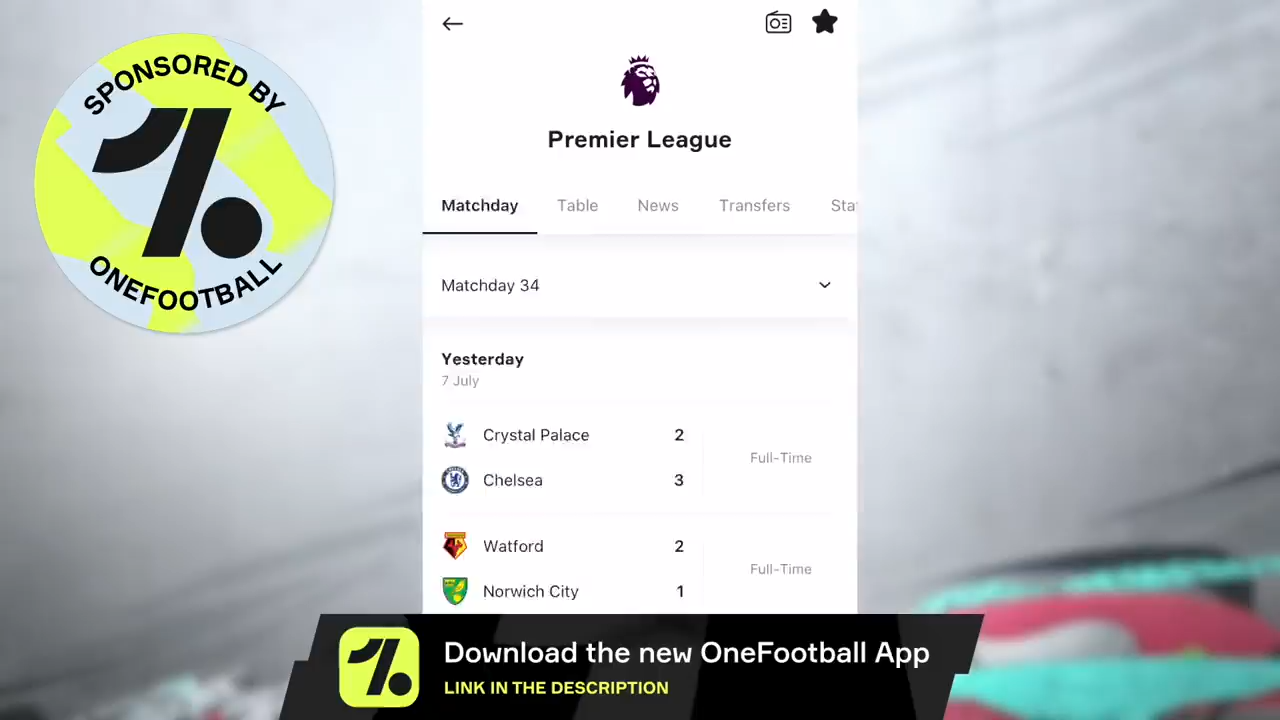 SPONSORED BY
ONEFOOTBALL
Premier League
Matchday Table News Transfers Sta
Matchday 34
Yesterday
7 July
Crystal Palace 2
Full-Time
Chelsea 3
Watford 2
Full-Time
Norwich City 1
Download the new OneFootball App
LINK IN THE DESCRIPTION